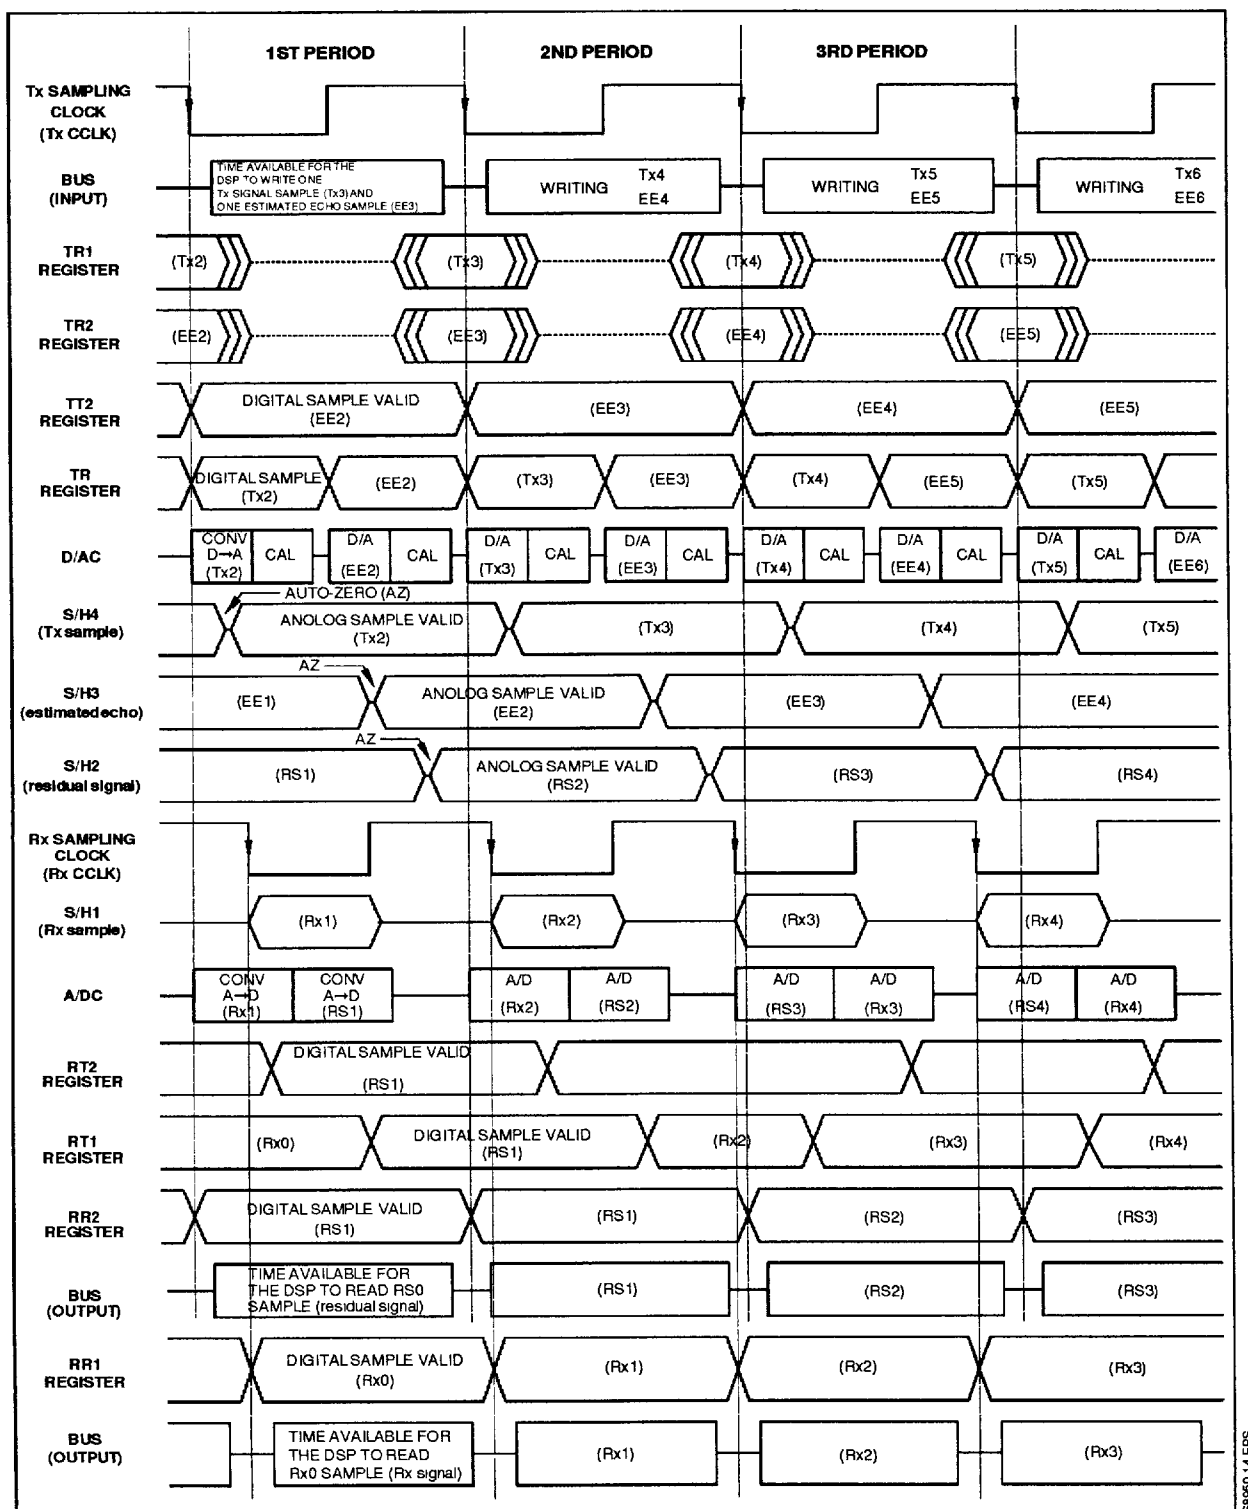 1ST PERIOD 2ND PERIOD 3RD PERIOD
Tx SAMPLING
CLOCK
(Tx CCLK)
BUS
(INPUT)
TIME AVAILABLE FOR THE
DSP TO WRITE ONE
Tx SIGNAL SAMPLE (Tx3) AND
ONE ESTIMATED ECHO SAMPLE (EE3)
WRITING Tx4
EE4
WRITING Tx5
EE5
WRITING Tx6
EE6
TR1
REGISTER
(Tx2) (Tx3) (Tx4) (Tx5)
TR2
REGISTER
(EE2) (EE3) (EE4) (EE5)
TT2
REGISTER
DIGITAL SAMPLE VALID
(EE2)
(EE3) (EE4) (EE5)
TR
REGISTER
DIGITAL SAMPLE
(Tx2)
(EE2) (Tx3) (EE3) (Tx4) (EE5) (Tx5)
D/AC
CONV
D→A
(Tx2)
CAL
D/A
(EE2)
CAL
D/A
(Tx3)
CAL
D/A
(EE3)
CAL
D/A
(Tx4)
CAL
D/A
(EE4)
CAL
D/A
(Tx5)
CAL
D/A
(EE6)
AUTO-ZERO (AZ)
S/H4
(Tx sample)
ANOLOG SAMPLE VALID
(Tx2)
(Tx3) (Tx4) (Tx5)
AZ
S/H3
(estimated echo)
(EE1)
ANOLOG SAMPLE VALID
(EE2)
(EE3) (EE4)
AZ
S/H2
(residual signal)
(RS1)
ANOLOG SAMPLE VALID
(RS2)
(RS3) (RS4)
Rx SAMPLING
CLOCK
(Rx CCLK)
S/H1
(Rx sample)
(Rx1) (Rx2) (Rx3) (Rx4)
A/DC
CONV
A→D
(Rx1)
CONV
A→D
(RS1)
A/D
(Rx2)
A/D
(RS2)
A/D
(RS3)
A/D
(Rx3)
A/D
(RS4)
A/D
(Rx4)
RT2
REGISTER
DIGITAL SAMPLE VALID
(RS1)
RT1
REGISTER
(Rx0)
DIGITAL SAMPLE VALID
(RS1)
(Rx2) (Rx3) (Rx4)
RR2
REGISTER
DIGITAL SAMPLE VALID
(RS1)
(RS1) (RS2) (RS3)
BUS
(OUTPUT)
TIME AVAILABLE FOR
THE DSP TO READ RS0
SAMPLE (residual signal)
(RS1) (RS2) (RS3)
RR1
REGISTER
DIGITAL SAMPLE VALID
(Rx0)
(Rx1) (Rx2) (Rx3)
BUS
(OUTPUT)
TIME AVAILABLE FOR
THE DSP TO READ
Rx0 SAMPLE (Rx signal)
(Rx1) (Rx2) (Rx3)